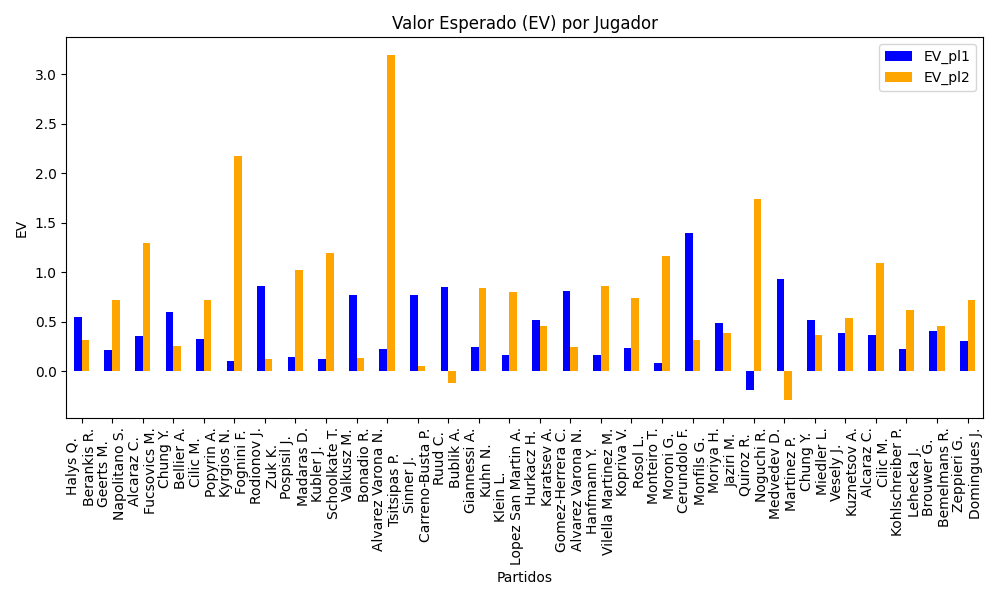 Valor Esperado (EV) por Jugador
EV_pl1
EV_pl2
EV
3.0
2.5
2.0
1.5
1.0
0.5
0.0
Halys Q.
Berankis R.
Geerts M.
Napolitano S.
Alcaraz C.
Fucsovics M.
Chung Y.
Bellier A.
Cilic M.
Popyrin A.
Kyrgios N.
Fognini F.
Rodionov J.
Zuk K.
Pospisil J.
Madaras D.
Kubler J.
Schoolkate T.
Valkusz M.
Bonadio R.
Alvarez Varona N.
Tsitsipas P.
Sinner J.
Carreno-Busta P.
Ruud C.
Bublik A.
Giannessi A.
Kuhn N.
Klein L.
Lopez San Martin A.
Hurkacz H.
Karatsev A.
Gomez-Herrera C.
Alvarez Varona N.
Hanfmann Y.
Vilella Martinez M.
Kopriva V.
Rosol L.
Monteiro T.
Moroni G.
Cerundolo F.
Monfils G.
Moriya H.
Jaziri M.
Quiroz R.
Noguchi R.
Medvedev D.
Martinez P.
Chung Y.
Miedler L.
Vesely J.
Kuznetsov A.
Alcaraz C.
Cilic M.
Kohlschreiber P.
Lehecka J.
Brouwer G.
Bemelmans R.
Zeppieri G.
Domingues J.
Partidos